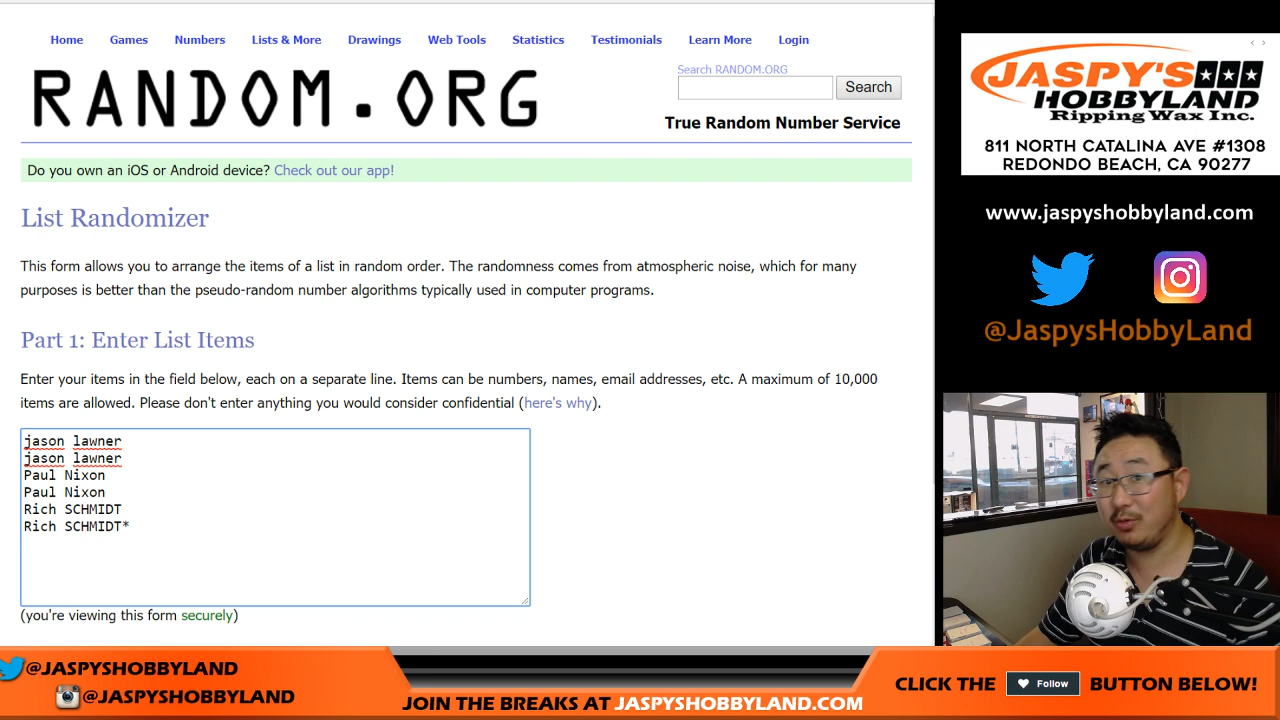 Home Games Numbers Lists & More Drawings Web Tools Statistics Testimonials Learn More Login
RANDOM.ORG
Search RANDOM.ORG
Search
True Random Number Service
Do you own an iOS or Android device? Check out our app!
List Randomizer
This form allows you to arrange the items of a list in random order. The randomness comes from atmospheric noise, which for many
purposes is better than the pseudo-random number algorithms typically used in computer programs.
Part 1: Enter List Items
Enter your items in the field below, each on a separate line. Items can be numbers, names, email addresses, etc. A maximum of 10,000
items are allowed. Please don't enter anything you would consider confidential (here's why).
jason lawner
jason lawner
Paul Nixon
Paul Nixon
Rich SCHMIDT
Rich SCHMIDT*
(you're viewing this form securely)
JASPY'S
HOBBYLAND
Ripping Wax Inc.
811 NORTH CATALINA AVE #1308
REDONDO BEACH, CA 90277
www.jaspyshobbyland.com
@JaspysHobbyLand
@JASPYSHOBBYLAND
@JASPYSHOBBYLAND
JOIN THE BREAKS AT JASPYSHOBBYLAND.COM
CLICK THE Follow BUTTON BELOW!